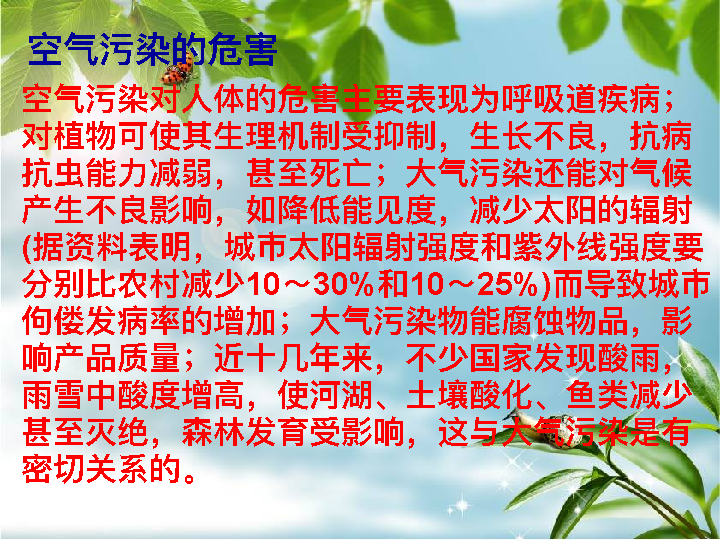 空气污染的危害
空气污染对人体的危害主要表现为呼吸道疾病；
对植物可使其生理机制受抑制，生长不良，抗病
抗虫能力减弱，甚至死亡；大气污染还能对气候
产生不良影响，如降低能见度，减少太阳的辐射
(据资料表明，城市太阳辐射强度和紫外线强度要
分别比农村减少10～30%和10～25%)而导致城市
佝偻发病率的增加；大气污染物能腐蚀物品，影
响产品质量；近十几年来，不少国家发现酸雨，
雨雪中酸度增高，使河湖、土壤酸化、鱼类减少
甚至灭绝，森林发育受影响，这与大气污染是有
密切关系的。